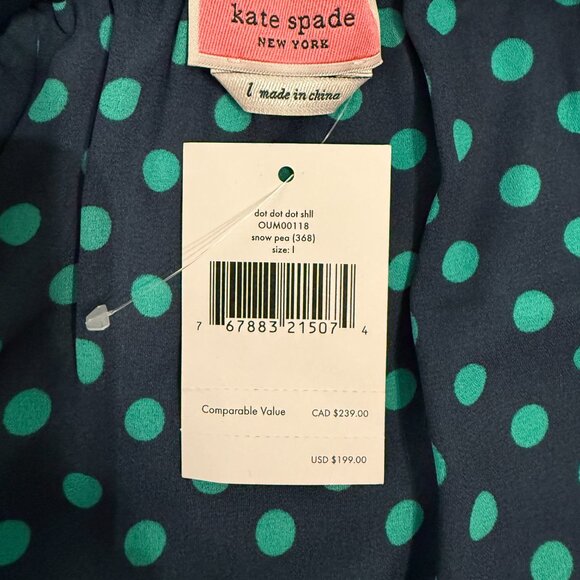 kate spade
NEW YORK
l made in china
dot dot dot shll
OUM00118
snow pea (368)
size: l
7 67883 21507 4
Comparable Value CAD $239.00
USD $199.00